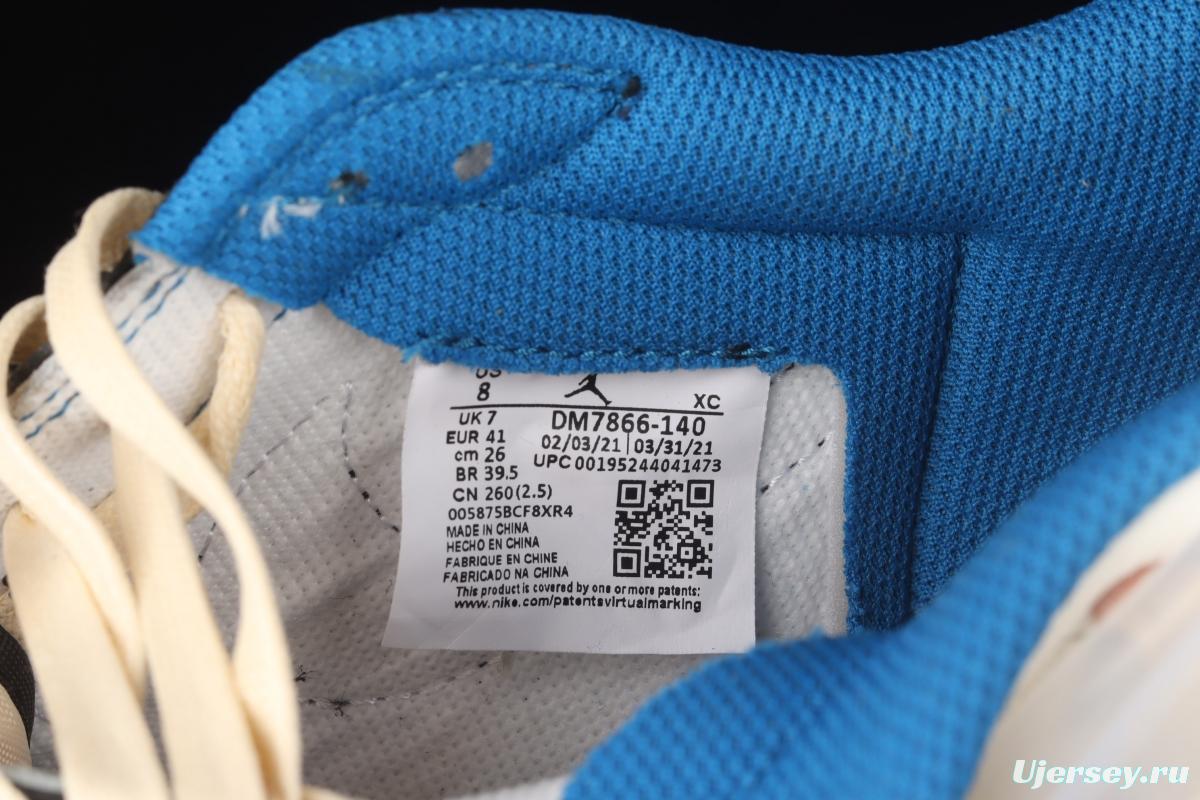 US
8
XC
UK 7
DM7866-140
EUR 41
02/03/21 03/31/21
cm 26
UPC 00195244041473
BR 39.5
CN 260(2.5)
005875BCF8XR4
MADE IN CHINA
HECHO EN CHINA
FABRIQUE EN CHINE
FABRICADO NA CHINA
This product is covered by one or more patents:
www.nike.com/patentsvirtualmarking
Ujersey.ru